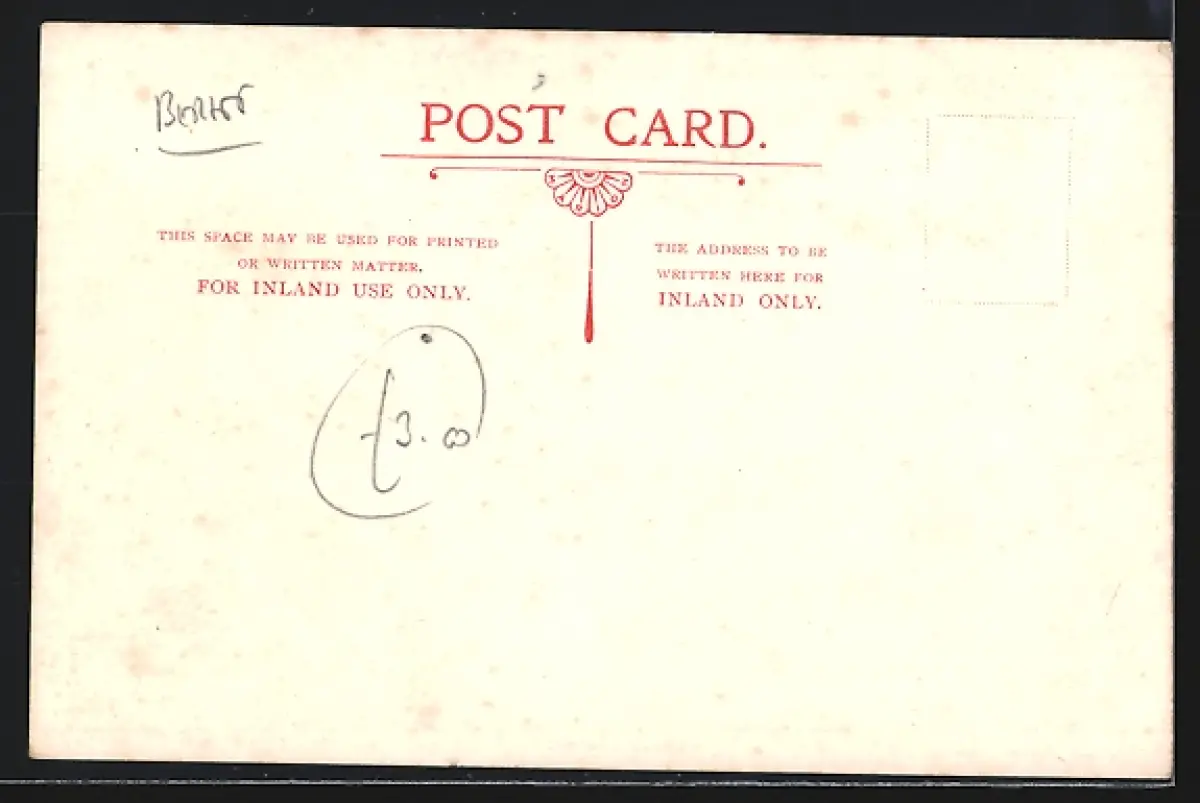 POST CARD.
THIS SPACE MAY BE USED FOR PRINTED
OR WRITTEN MATTER.
FOR INLAND USE ONLY.
THE ADDRESS TO BE
WRITTEN HERE FOR
INLAND ONLY.
£3.00